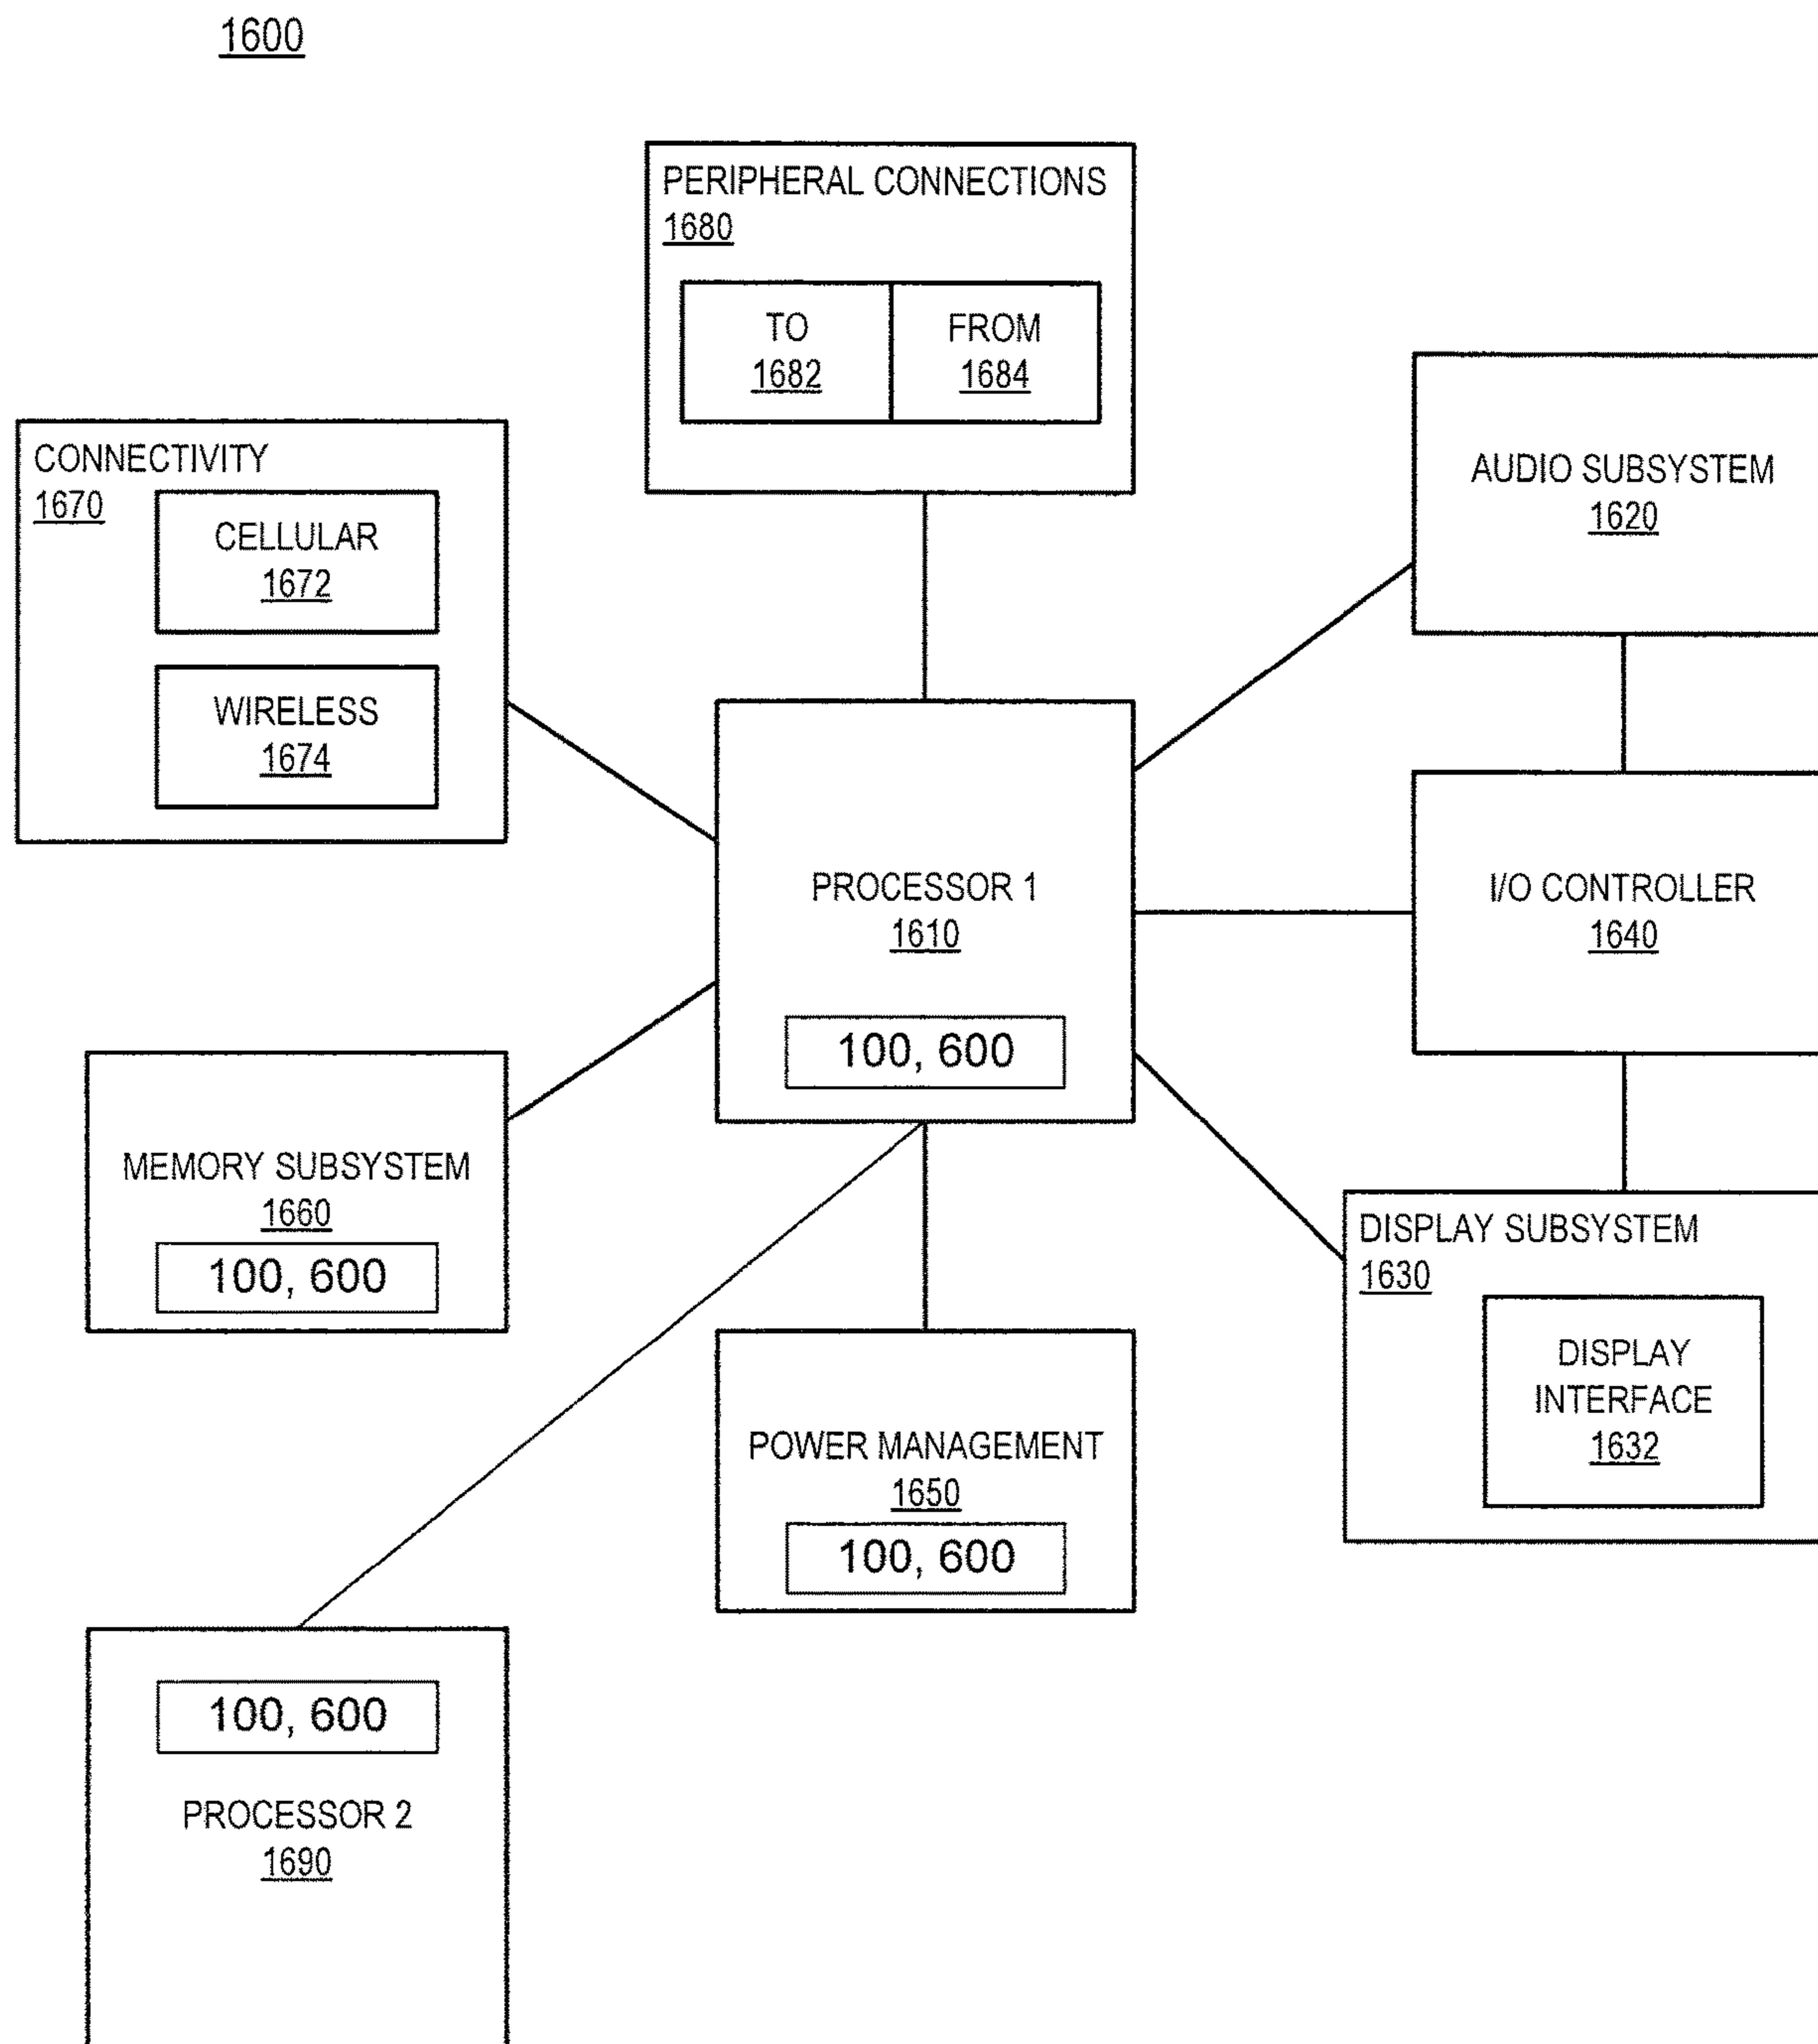 1600
PERIPHERAL CONNECTIONS
1680
TO
1682
FROM
1684
AUDIO SUBSYSTEM
1620
CONNECTIVITY
1670
CELLULAR
1672
WIRELESS
1674
PROCESSOR 1
1610
100, 600
I/O CONTROLLER
1640
MEMORY SUBSYSTEM
1660
100, 600
DISPLAY SUBSYSTEM
1630
DISPLAY
INTERFACE
1632
POWER MANAGEMENT
1650
100, 600
100, 600
PROCESSOR 2
1690